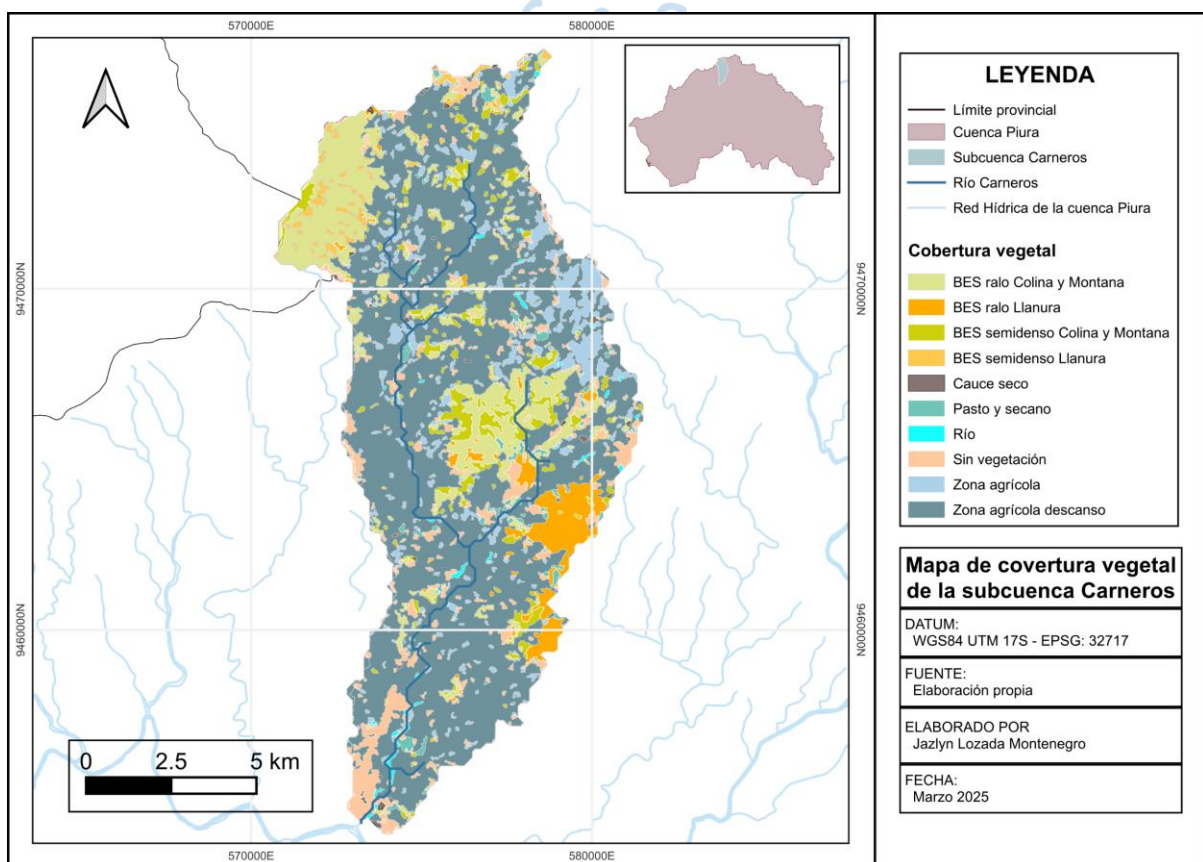 570000E
580000E
9470000N
9470000N
9460000N
9460000N
0 2.5 5 km
570000E
580000E
LEYENDA
Límite provincial
Cuenca Piura
Subcuenca Carneros
Río Carneros
Red Hídrica de la cuenca Piura
Cobertura vegetal
BES ralo Colina y Montana
BES ralo Llanura
BES semidenso Colina y Montana
BES semidenso Llanura
Cauce seco
Pasto y secano
Río
Sin vegetación
Zona agrícola
Zona agrícola descanso
Mapa de covertura vegetal
de la subcuenca Carneros
DATUM:
WGS84 UTM 17S - EPSG: 32717
FUENTE:
Elaboración propia
ELABORADO POR
Jazlyn Lozada Montenegro
FECHA:
Marzo 2025